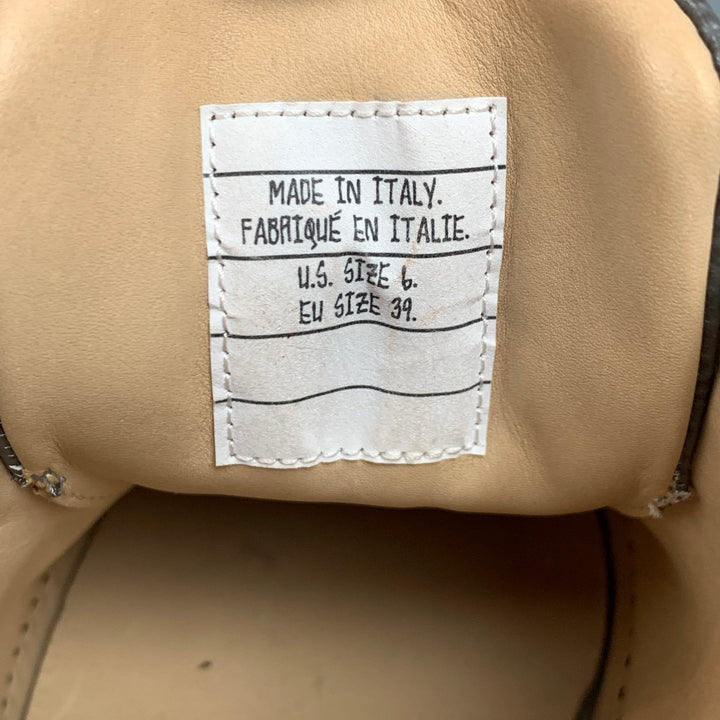 MADE IN ITALY.
FABRIQUÉ EN ITALIE.
U.S. SIZE 6.
EU SIZE 39.